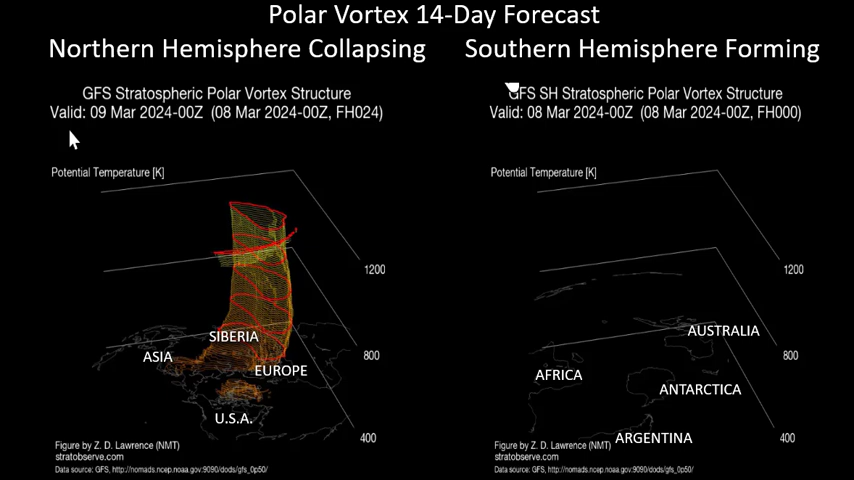 Polar Vortex 14-Day Forecast
Northern Hemisphere Collapsing
Southern Hemisphere Forming
GFS Stratospheric Polar Vortex Structure
Valid: 09 Mar 2024-00Z (08 Mar 2024-00Z, FH024)
Potential Temperature [K]
1200
800
400
SIBERIA
ASIA
EUROPE
U.S.A.
Figure by Z. D. Lawrence (NMT)
stratobserve.com
Data source: GFS, http://nomads.ncep.noaa.gov:9090/dods/gfs_0p50/
GFS SH Stratospheric Polar Vortex Structure
Valid: 08 Mar 2024-00Z (08 Mar 2024-00Z, FH000)
Potential Temperature [K]
1200
800
400
AUSTRALIA
AFRICA
ANTARCTICA
ARGENTINA
Figure by Z. D. Lawrence (NMT)
stratobserve.com
Data source: GFS, http://nomads.ncep.noaa.gov:9090/dods/gfs_0p50/